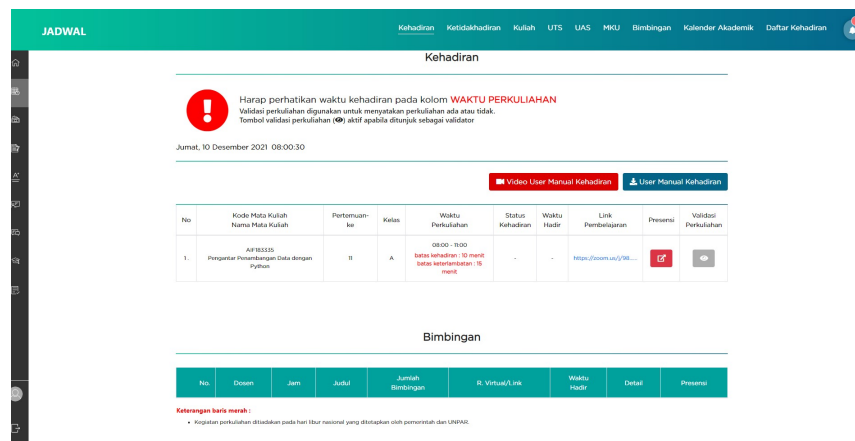 JADWAL
Kehadiran Ketidakhadiran Kuliah UTS UAS MKU Bimbingan Kalender Akademik Daftar Kehadiran
Kehadiran
Harap perhatikan waktu kehadiran pada kolom WAKTU PERKULIAHAN
Validasi perkuliahan digunakan untuk menyatakan perkuliahan ada atau tidak.
Tombol validasi perkuliahan () aktif apabila ditunjuk sebagai validator
Jumat, 10 Desember 2021 08:00:30
Video User Manual Kehadiran User Manual Kehadiran
No
Kode Mata Kuliah
Nama Mata Kuliah
Pertemuan-
ke
Kelas
Waktu
Perkuliahan
Status
Kehadiran
Waktu
Hadir
Link
Pembelajaran
Presensi
Validasi
Perkuliahan
1.
AIF183335
Pengantar Penambangan Data dengan
Python
11
A
08:00 - 11:00
batas kehadiran : 10 menit
batas keterlambatan : 15
menit
-
-
https://zoom.us/j/98.....
Bimbingan
No.
Dosen
Jam
Judul
Jumlah
Bimbingan
R. Virtual/Link
Waktu
Hadir
Detail
Presensi
Keterangan baris merah :
• Kegiatan perkuliahan ditiadakan pada hari libur nasional yang ditetapkan oleh pemerintah dan UNPAR.